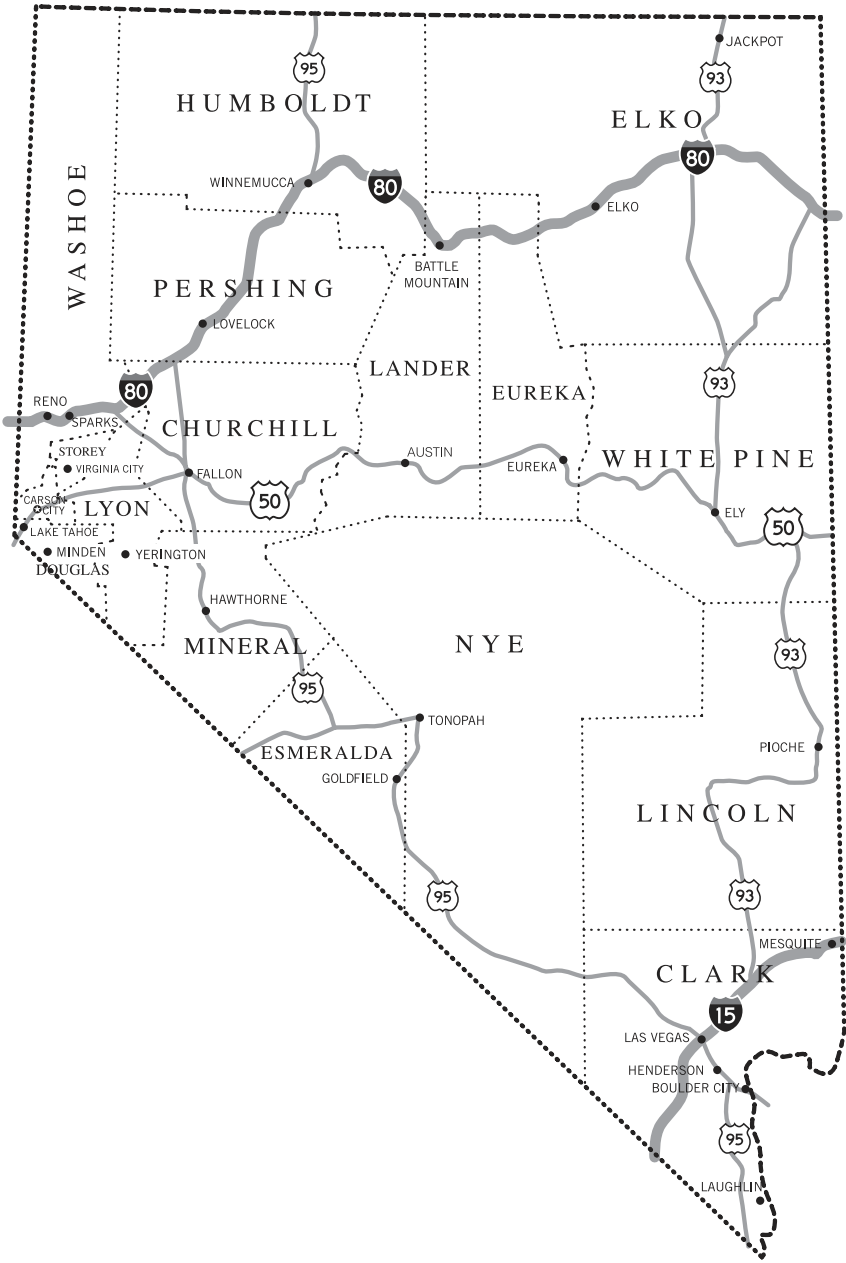 JACKPOT
95
93
HUMBOLDT
ELKO
80
WINNEMUCCA
80
WASHOE
ELKO
BATTLE
MOUNTAIN
PERSHING
LOVELOCK
LANDER
80
93
EUREKA
RENO
SPARKS
CHURCHILL
STOREY
AUSTIN
EUREKA
WHITE PINE
VIRGINIA CITY
FALLON
CARSON
CITY
LYON
50
ELY
50
LAKE TAHOE
MINDEN
YERINGTON
DOUGLAS
HAWTHORNE
MINERAL
NYE
93
95
TONOPAH
ESMERALDA
PIOCHE
GOLDFIELD
LINCOLN
95
93
MESQUITE
CLARK
15
LAS VEGAS
HENDERSON
BOULDER CITY
95
LAUGHLIN